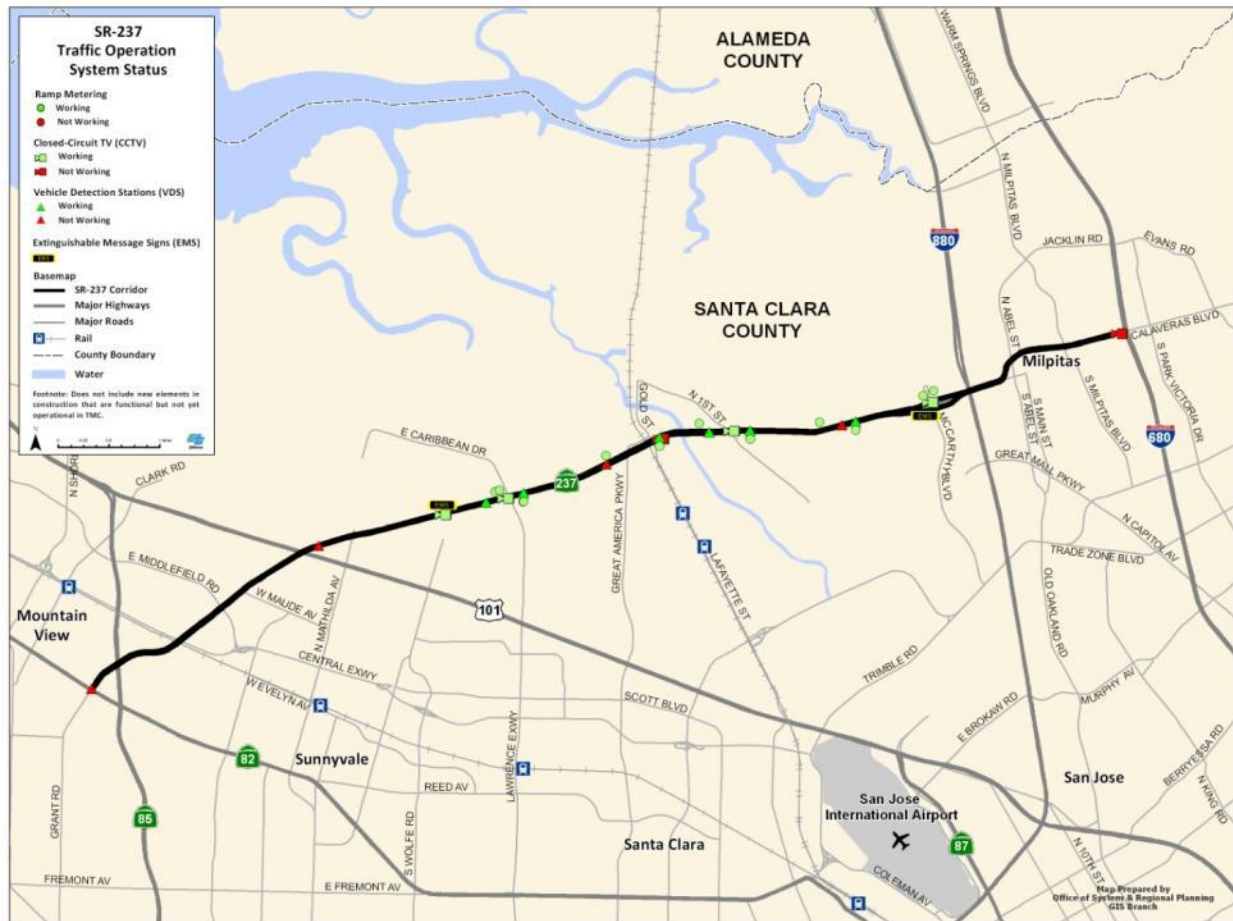 SR-237
Traffic Operation
System Status
Ramp Metering
Working
Not Working
Closed-Circuit TV (CCTV)
Working
Not Working
Vehicle Detection Stations (VDS)
Working
Not Working
Extinguishable Message Signs (EMS)
EMS
Basemap
SR-237 Corridor
Major Highways
Major Roads
Rail
County Boundary
Water
Footnote: Does not include new elements in
construction that are functional but not yet
operational in TMC.
ALAMEDA
COUNTY
WARM SPRINGS BLVD
N MILPITAS BLVD
880
JACKLIN RD
EVANS RD
SANTA CLARA
COUNTY
N ABEL ST
CALAVERAS BLVD
Milpitas
S PARK VICTORIA DR
S MILPITAS BLVD
S MAIN ST
S ABEL ST
GOLD ST
N 1ST ST
EMS
MCCARTHY BLVD
680
GREAT MALL PKWY
E CARIBBEAN DR
237
N SHORE
CLARK RD
EMS
GREAT AMERICA PKWY
N CAPITOL AV
TRADE ZONE BLVD
E MIDDLEFIELD RD
W MAUDE AV
N MATHILDA AV
LAFAYETTE ST
OLD OAKLAND RD
Mountain
View
101
CENTRAL EXWY
W EVELYN AV
SCOTT BLVD
TRIMBLE RD
MURPHY AV
E BROKAW RD
Sunnyvale
82
LAWRENCE EXWY
REED AV
BERRYESSA RD
San Jose
N KING RD
San Jose
International Airport
GRANT RD
85
S WOLFE RD
Santa Clara
87
N 10TH ST
COLEMAN AV
FREMONT AV
E FREMONT AV
Map Prepared by
Office of System & Regional Planning
GIS Branch